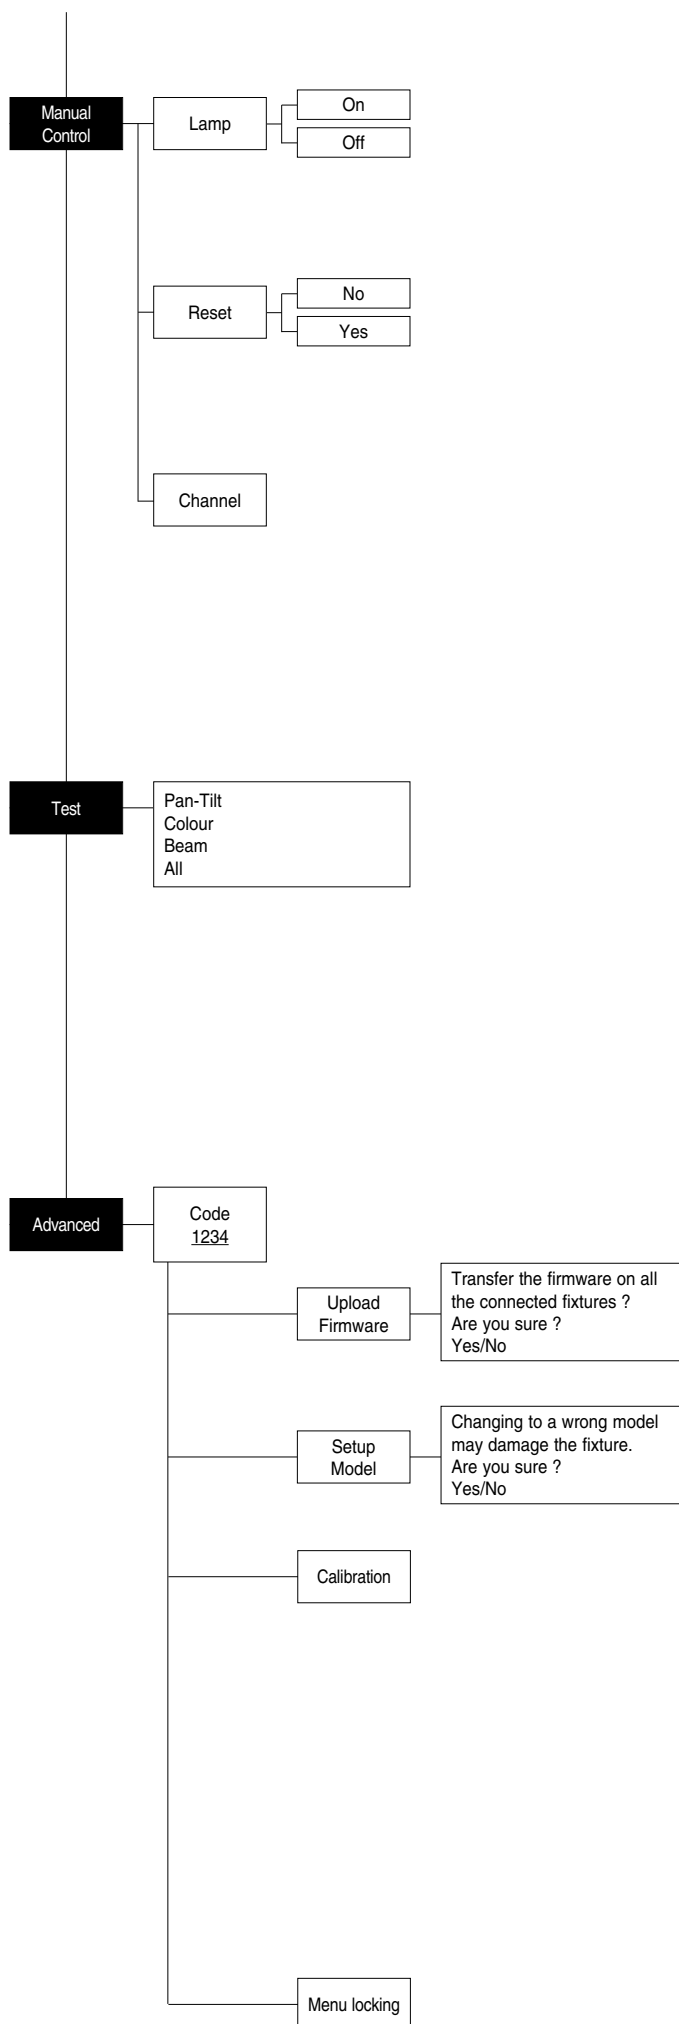 Manual
Control
Lamp
On
Off
Reset
No
Yes
Channel
Test
Pan-Tilt
Colour
Beam
All
Advanced
Code
1234
Upload
Firmware
Transfer the firmware on all
the connected fixtures ?
Are you sure ?
Yes/No
Setup
Model
Changing to a wrong model
may damage the fixture.
Are you sure ?
Yes/No
Calibration
Menu locking